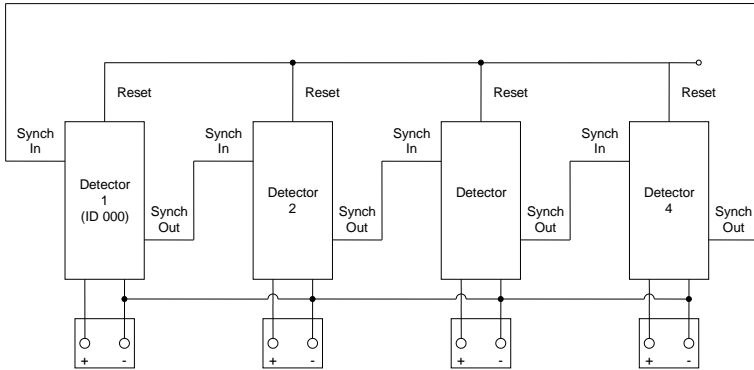 Reset
Reset
Reset
Reset
Synch
In
Synch
In
Synch
In
Synch
In
Detector
1
(ID 000)
Detector
2
Detector
Detector
4
Synch
Out
Synch
Out
Synch
Out
Synch
Out
+ -
+ -
+ -
+ -